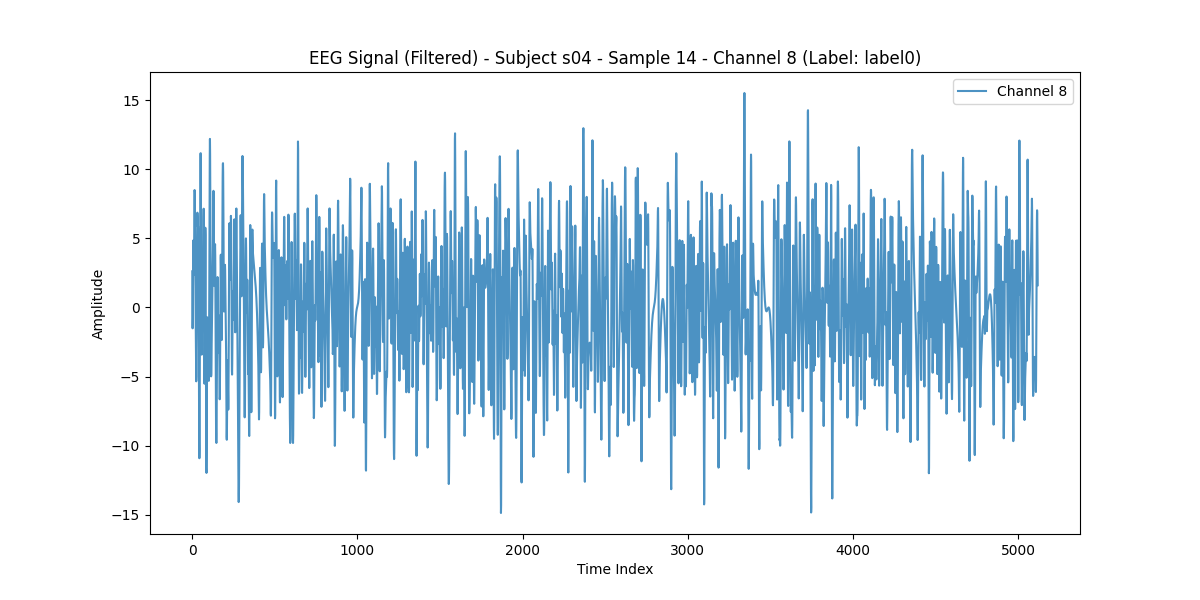 EEG Signal (Filtered) - Subject s04 - Sample 14 - Channel 8 (Label: label0)
Channel 8
15
10
5
0
−5
−10
−15
Amplitude
0 1000 2000 3000 4000 5000
Time Index